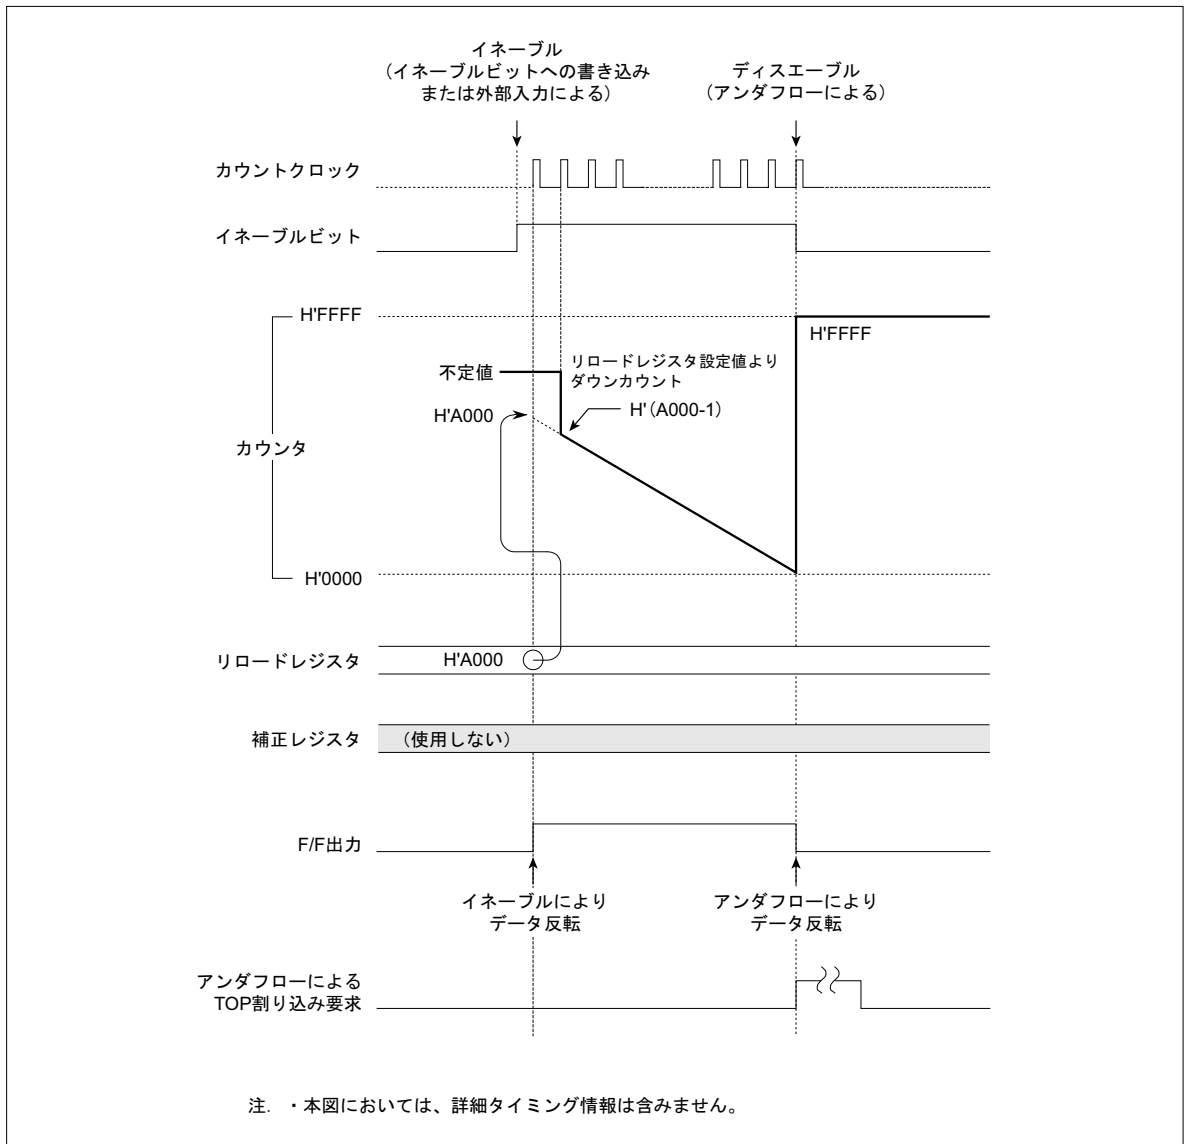 イネーブル
（イネーブルビットへの書き込み
または外部入力による）
ディスエーブル
（アンダフローによる）
カウントクロック
イネーブルビット
H'FFFF
H'FFFF
不定値
リロードレジスタ設定値より
ダウンカウント
H'A000
H'（A000-1）
カウンタ
H'0000
リロードレジスタ
H'A000
補正レジスタ
（使用しない）
F/F出力
イネーブルにより
データ反転
アンダフローにより
データ反転
アンダフローによる
TOP割り込み要求
注. ・本図においては、詳細タイミング情報は含みません。